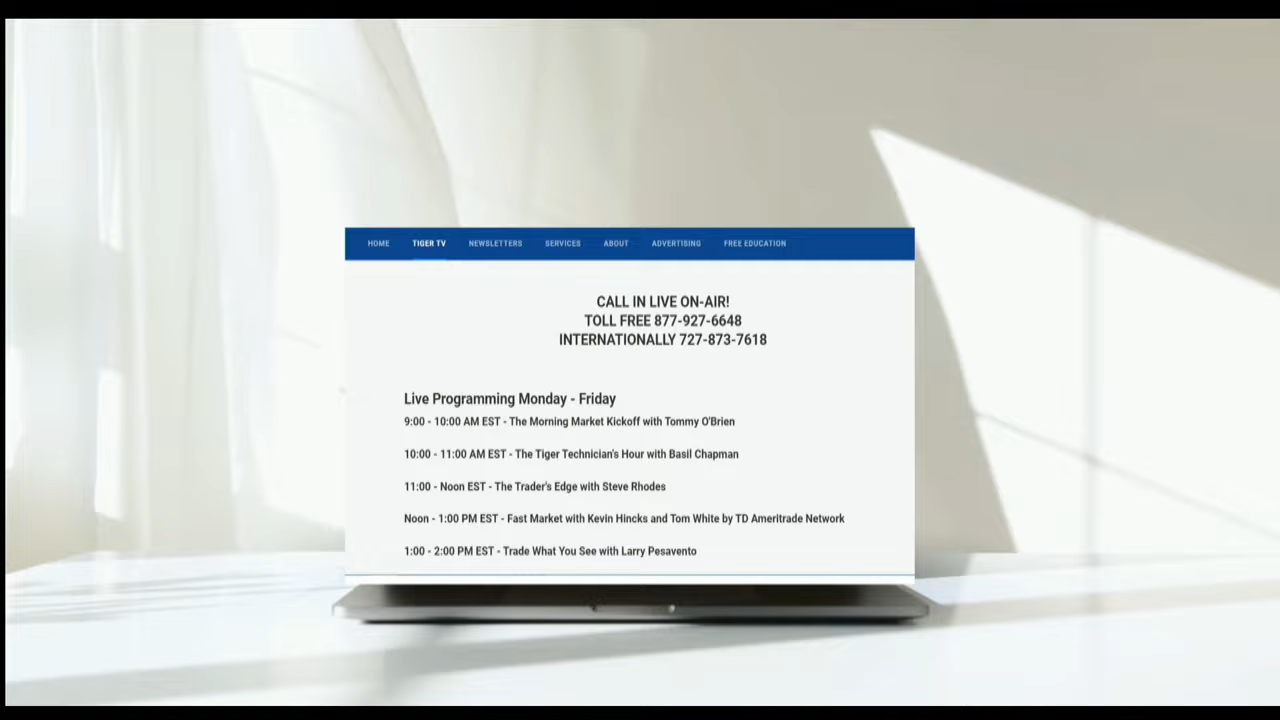 HOME TIGER TV NEWSLETTERS SERVICES ABOUT ADVERTISING FREE EDUCATION
CALL IN LIVE ON-AIR!
TOLL FREE 877-927-6648
INTERNATIONALLY 727-873-7618
Live Programming Monday - Friday
9:00 - 10:00 AM EST - The Morning Market Kickoff with Tommy O'Brien
10:00 - 11:00 AM EST - The Tiger Technician's Hour with Basil Chapman
11:00 - Noon EST - The Trader's Edge with Steve Rhodes
Noon - 1:00 PM EST - Fast Market with Kevin Hincks and Tom White by TD Ameritrade Network
1:00 - 2:00 PM EST - Trade What You See with Larry Pesavento